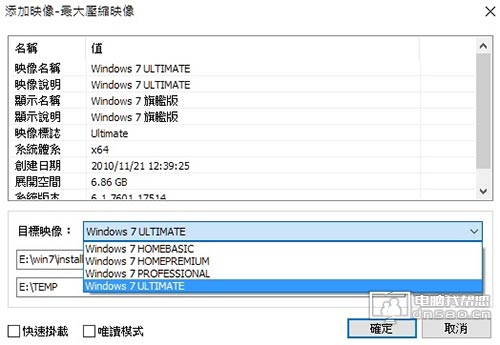 添加映像-最大壓縮映像
名稱 值
映像名稱 Windows 7 ULTIMATE
映像說明 Windows 7 ULTIMATE
顯示名稱 Windows 7 旗艦版
顯示說明 Windows 7 旗艦版
映像標誌 Ultimate
系統體系 x64
創建日期 2010/11/21 12:39:25
展開空間 6.86 GB
系統版本 6.1.7601.17514
目標映像： Windows 7 ULTIMATE
Windows 7 HOMEBASIC
E:\win7\install
Windows 7 HOMEPREMIUM
Windows 7 PROFESSIONAL
E:\TEMP
Windows 7 ULTIMATE
快速掛載 唯讀模式
確定 取消
电脑我帮您
dn580.cn